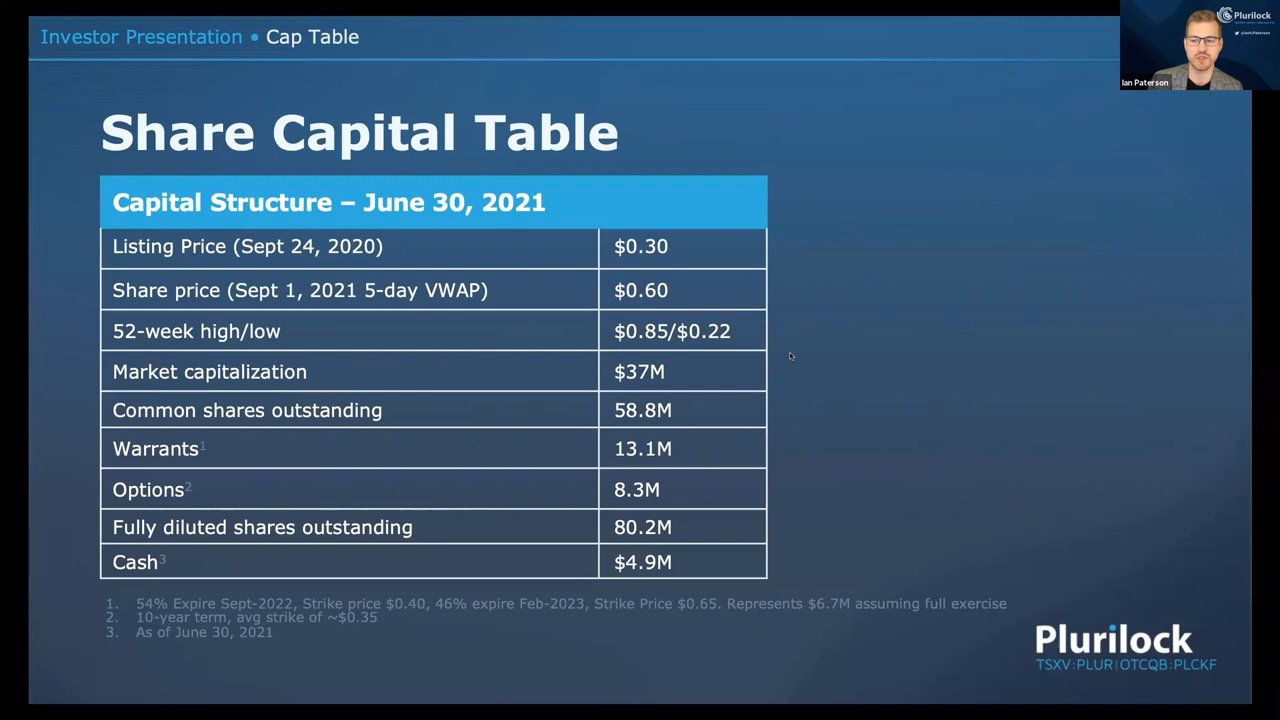 Investor Presentation • Cap Table
Plurilock
Ian Paterson
Share Capital Table
Capital Structure – June 30, 2021
Listing Price (Sept 24, 2020) $0.30
Share price (Sept 1, 2021 5-day VWAP) $0.60
52-week high/low $0.85/$0.22
Market capitalization $37M
Common shares outstanding 58.8M
Warrants1 13.1M
Options2 8.3M
Fully diluted shares outstanding 80.2M
Cash3 $4.9M
1. 54% Expire Sept-2022, Strike price $0.40, 46% expire Feb-2023, Strike Price $0.65. Represents $6.7M assuming full exercise
2. 10-year term, avg strike of ~$0.35
3. As of June 30, 2021
Plurilock
TSXV:PLUR|OTCQB:PLCKF